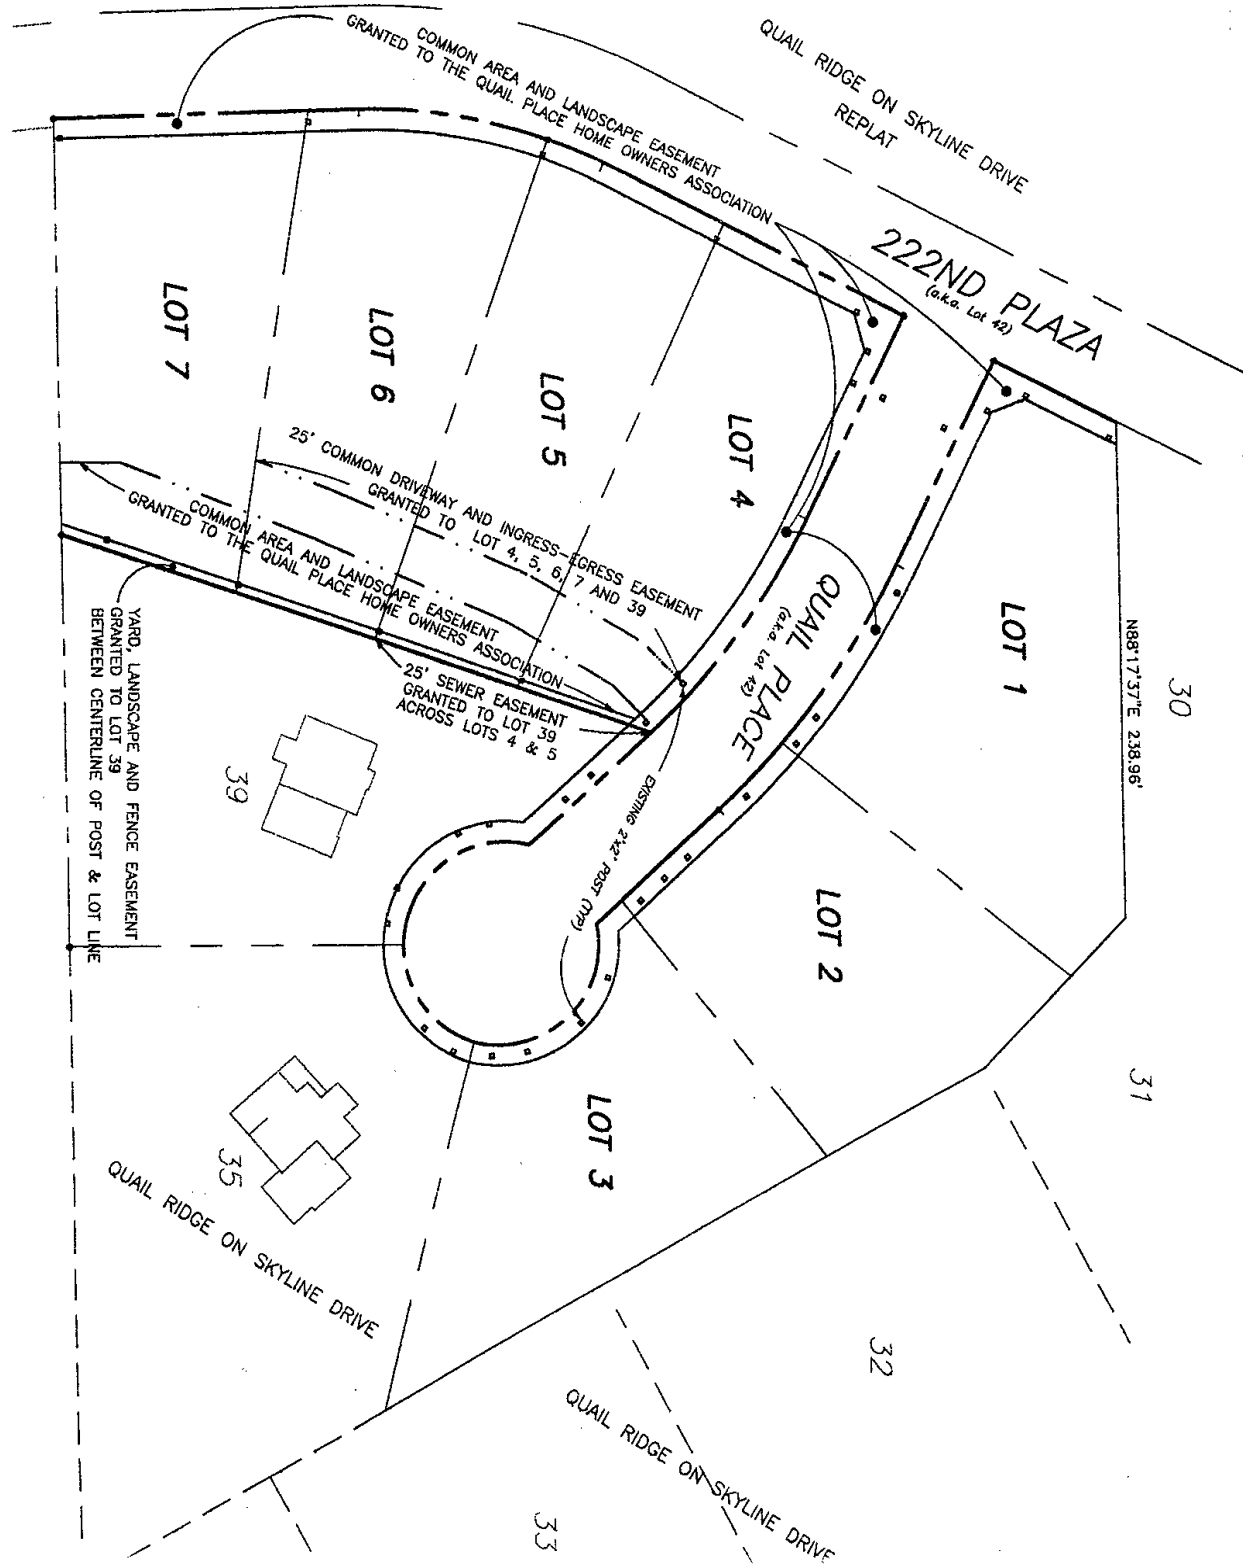 QUAIL RIDGE ON SKYLINE DRIVE
REPLAT
COMMON AREA AND LANDSCAPE EASEMENT
GRANTED TO THE QUAIL PLACE HOME OWNERS ASSOCIATION
222ND PLAZA
(a.k.a. Lot 42)
LOT 7
LOT 6
LOT 5
LOT 4
25' COMMON DRIVEWAY AND INGRESS-EGRESS EASEMENT
GRANTED TO LOT 4, 5, 6, 7 AND 39
COMMON AREA AND LANDSCAPE EASEMENT
GRANTED TO THE QUAIL PLACE HOME OWNERS ASSOCIATION
25' SEWER EASEMENT
GRANTED TO LOT 39
ACROSS LOTS 4 & 5
QUAIL PLACE
(a.k.a. Lot 42)
LOT 1
N88°17'37"E 238.96'
30
YARD, LANDSCAPE AND FENCE EASEMENT
GRANTED TO LOT 39
BETWEEN CENTERLINE OF POST & LOT LINE
39
EXISTING 2'x2' POST (TYP)
LOT 2
31
LOT 3
35
QUAIL RIDGE ON SKYLINE DRIVE
32
QUAIL RIDGE ON SKYLINE DRIVE
33